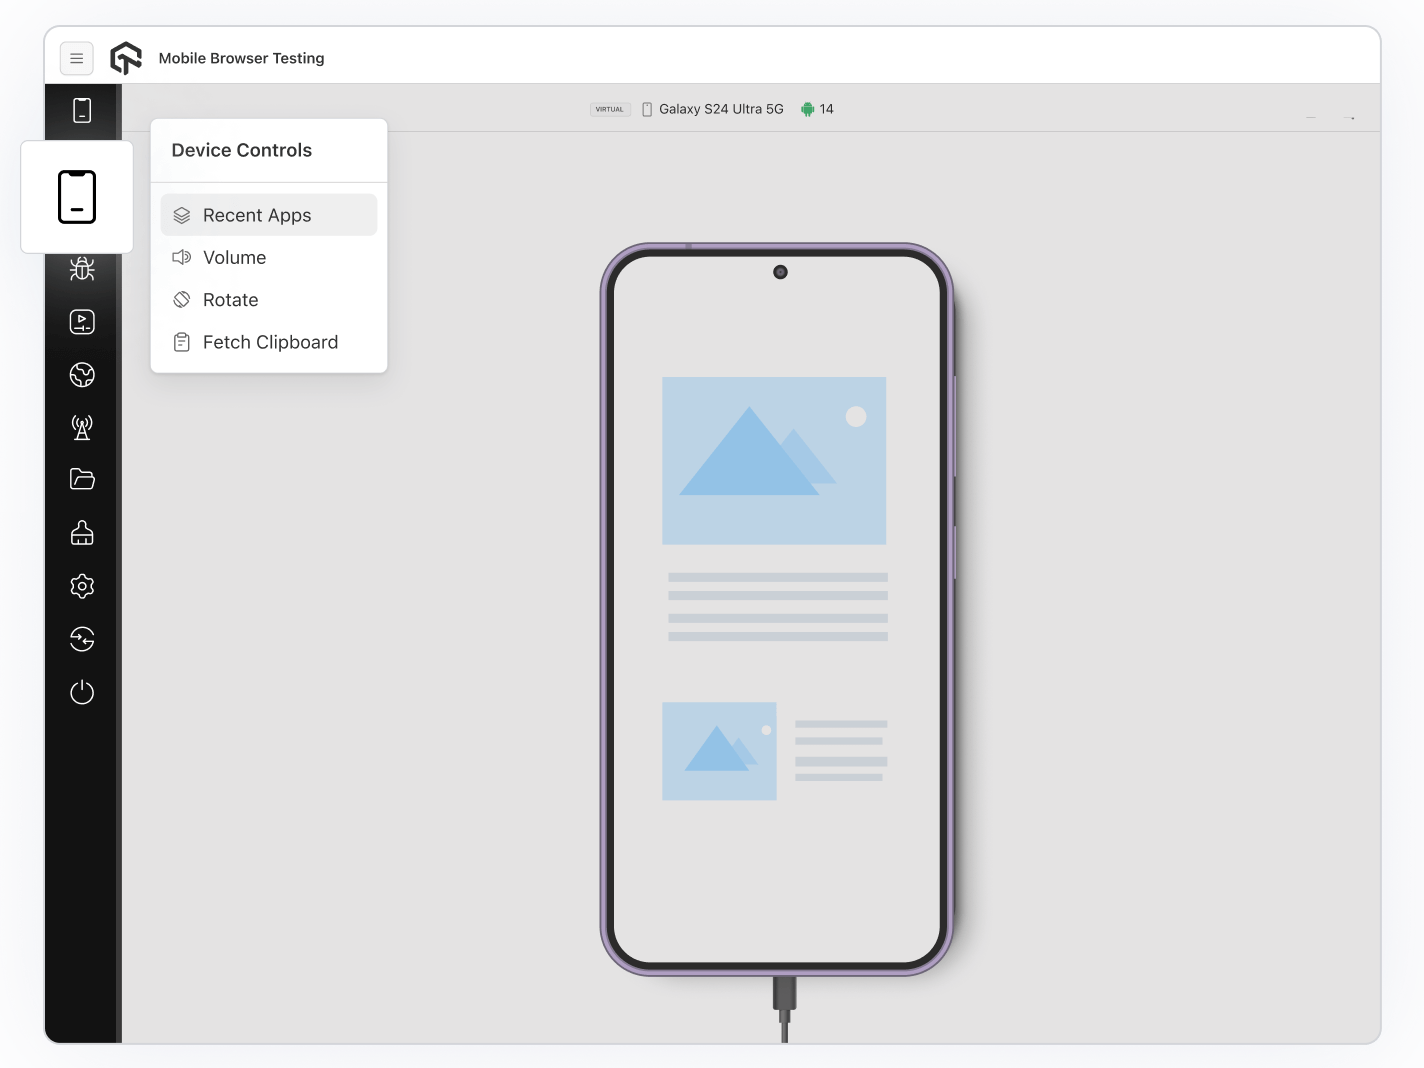 Mobile Browser Testing
VIRTUAL Galaxy S24 Ultra 5G 14
Device Controls
Recent Apps
Volume
Rotate
Fetch Clipboard